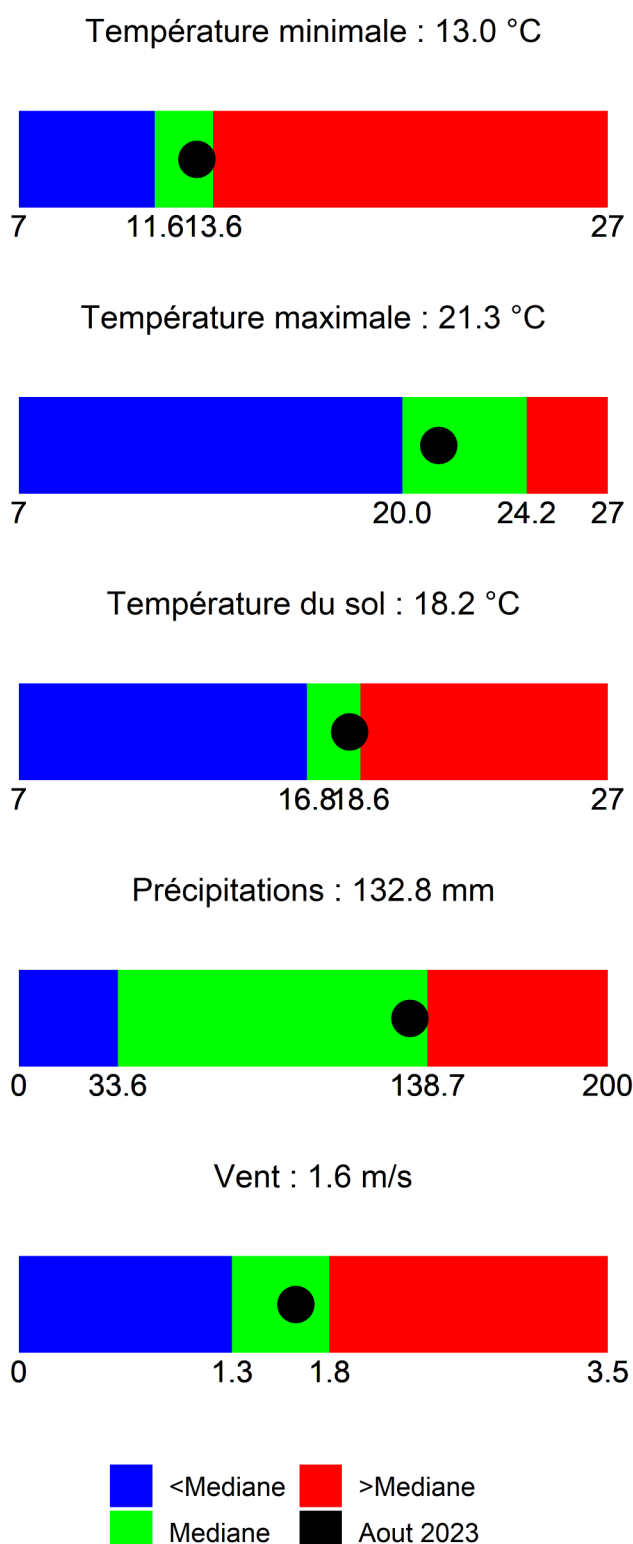 Température minimale : 13.0 °C
7 11.6 13.6 27
Température maximale : 21.3 °C
7 20.0 24.2 27
Température du sol : 18.2 °C
7 16.8 18.6 27
Précipitations : 132.8 mm
0 33.6 138.7 200
Vent : 1.6 m/s
0 1.3 1.8 3.5
<Mediane >Mediane
Mediane Aout 2023